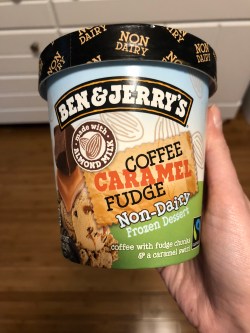 NON
DAIRY
NON
DAIRY
BEN & JERRY'S
made with
ALMOND MILK
COFFEE
CARAMEL
FUDGE
Non-Dairy
Frozen Dessert
coffee with fudge chunks
& a caramel swirl